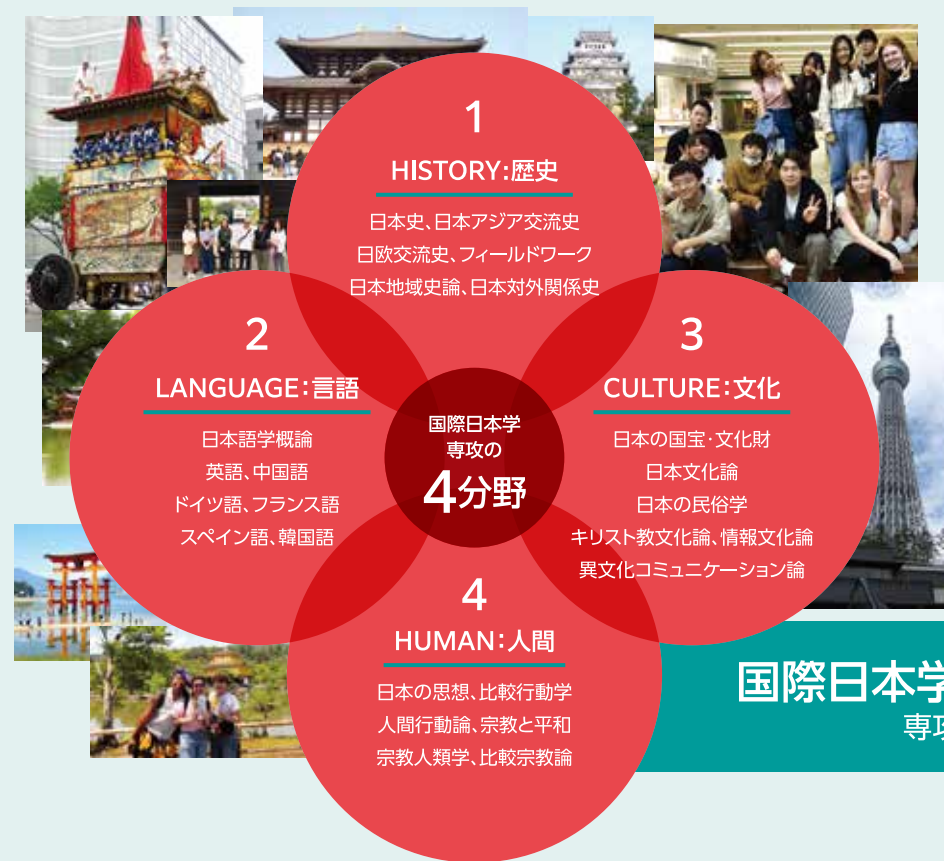 1
HISTORY:歴史
日本史、日本アジア交流史
日欧交流史、フィールドワーク
日本地域史論、日本対外関係史
2
LANGUAGE:言語
日本語学概論
英語、中国語
ドイツ語、フランス語
スペイン語、韓国語
国際日本学
専攻の
4分野
3
CULTURE:文化
日本の国宝・文化財
日本文化論
日本の民俗学
キリスト教文化論、情報文化論
異文化コミュニケーション論
4
HUMAN:人間
日本の思想、比較行動学
人間行動論、宗教と平和
宗教人類学、比較宗教論
国際日本学
専攻